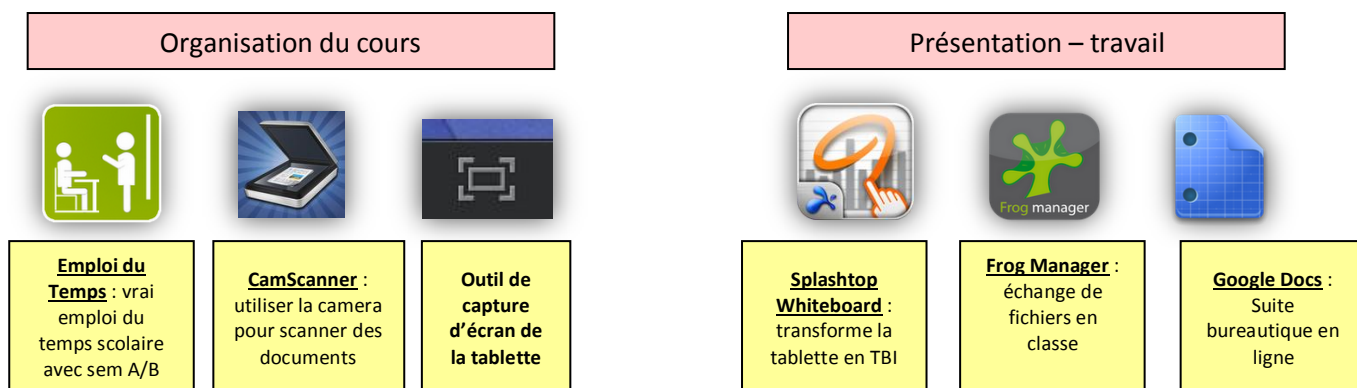 Organisation du cours
Présentation – travail
Frog manager
Emploi du
Temps : vrai
emploi du
temps scolaire
avec sem A/B
CamScanner :
utiliser la camera
pour scanner des
documents
Outil de
capture
d’écran de
la tablette
Splashtop
Whiteboard :
transforme la
tablette en TBI
Frog Manager :
échange de
fichiers en
classe
Google Docs :
Suite
bureautique en
ligne